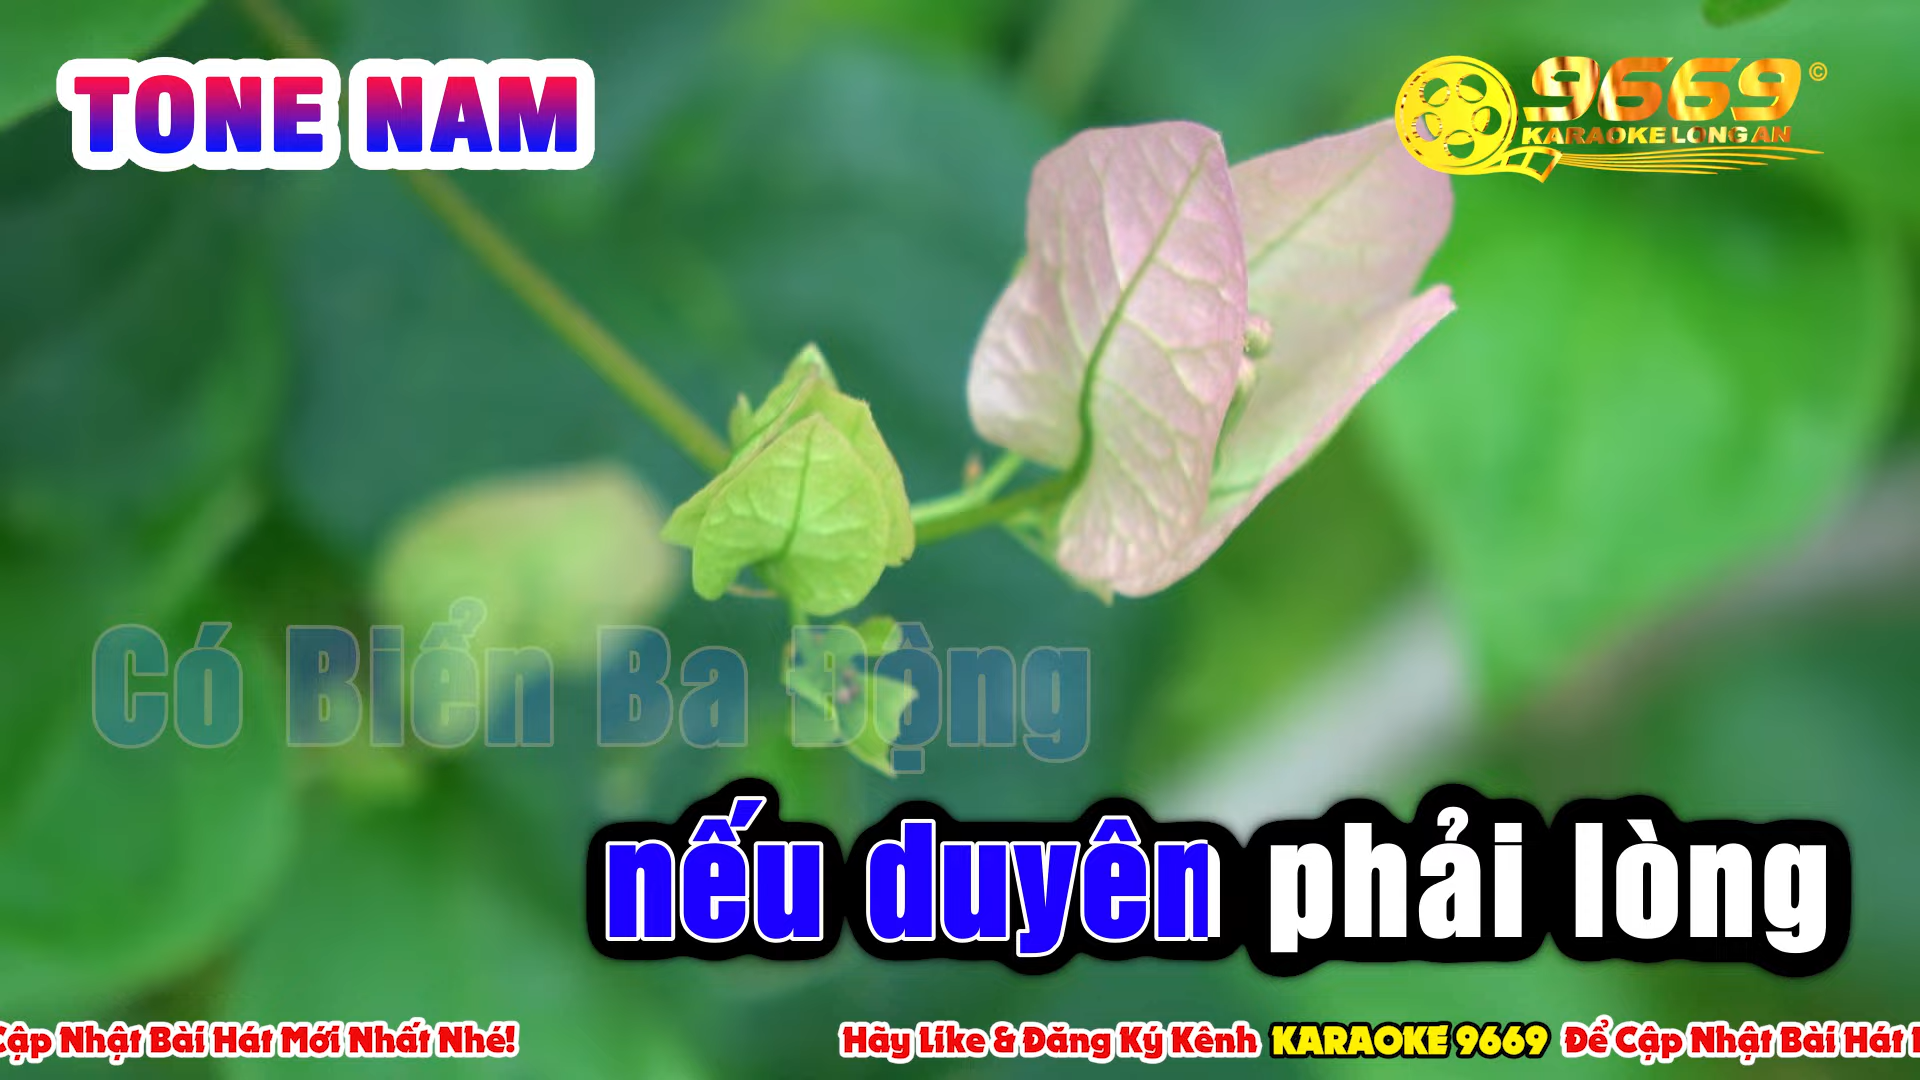 TONE NAM
9669©
KARAOKE LONG AN
Có Biển Ba Động
nếu duyên phải lòng
Cập Nhật Bài Hát Mới Nhất Nhé! Hãy Like & Đăng Ký Kênh KARAOKE 9669 Để Cập Nhật Bài Hát